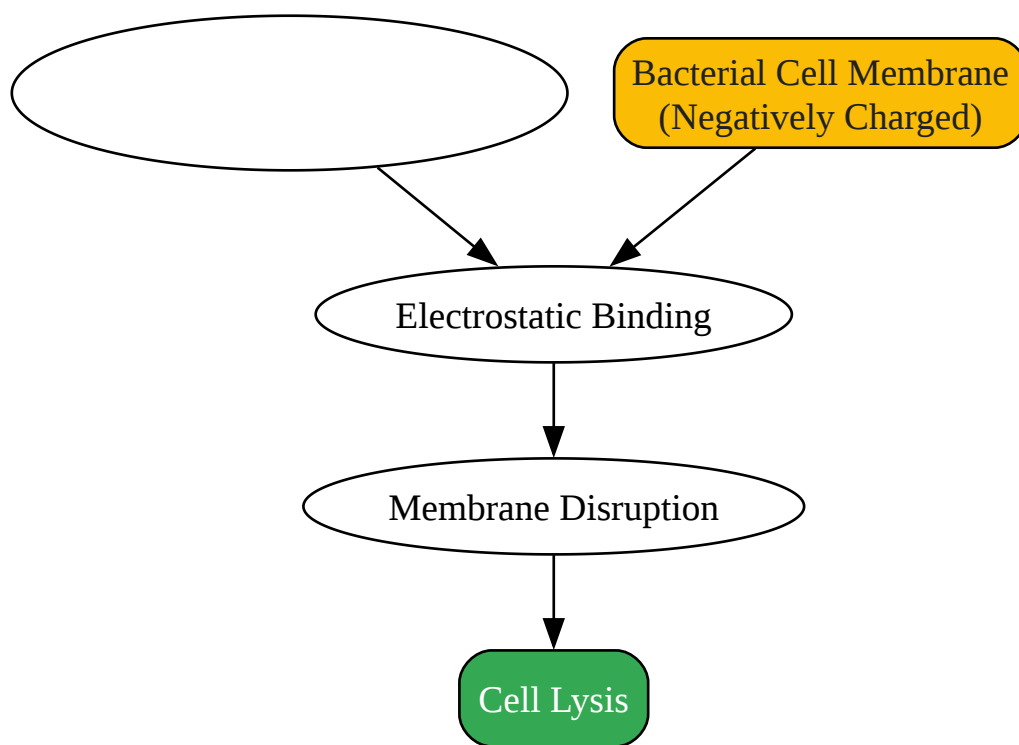 Bacterial Cell Membrane
(Negatively Charged)
Electrostatic Binding
Membrane Disruption
Cell Lysis